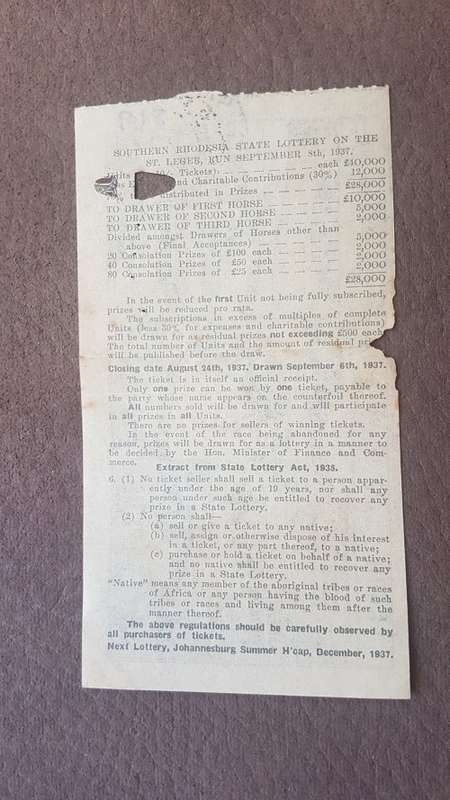 SOUTHERN RHODESIA STATE LOTTERY ON THE
ST. LEGER, RUN SEPTEMBER 8th, 1937.
Tickets) — — — — — each £40,000
and Charitable Contributions (30%) 12,000
£28,000
distributed in Prizes — — — —
TO DRAWER OF FIRST HORSE — — — — £10,000
TO DRAWER OF SECOND HORSE — — — — 5,000
TO DRAWER OF THIRD HORSE — — — — 2,000
Divided amongst Drawers of Horses other than
above (Final Acceptances) — — — — 5,000
20 Consolation Prizes of £100 each — — — — 2,000
40 Consolation Prizes of £50 each — — — — 2,000
80 Consolation Prizes of £25 each — — — — 2,000
£28,000
In the event of the first Unit not being fully subscribed,
prizes will be reduced pro rata.
The subscriptions in excess of multiples of complete
Units (less 30% for expenses and charitable contributions)
will be drawn for as residual prizes not exceeding £500 each.
The total number of Units and the amount of residual
will be published before the draw.
Closing date August 24th, 1937. Drawn September 6th, 1937.
The ticket is in itself an official receipt.
Only one prize can be won by one ticket, payable to
the party whose name appears on the counterfoil thereof.
All numbers sold will be drawn for and will participate
in all prizes in all Units.
There are no prizes for sellers of winning tickets.
In the event of the race being abandoned for any
reason, prizes will be drawn for as a lottery in a manner to
be decided by the Hon. Minister of Finance and Com-
merce.
Extract from State Lottery Act, 1935.
6. (1) No ticket seller shall sell a ticket to a person appar-
ently under the age of 19 years, nor shall any
person under such age be entitled to recover any
prize in a State Lottery.
(2) No person shall—
(a) sell or give a ticket to any native;
(b) sell, assign or otherwise dispose of his interest
in a ticket, or any part thereof, to a native;
(c) purchase or hold a ticket on behalf of a native;
and no native shall be entitled to recover any
prize in a State Lottery.
"Native" means any member of the aboriginal tribes or races
of Africa or any person having the blood of such
tribes or races and living among them after the
manner thereof.
The above regulations should be carefully observed by
all purchasers of tickets.
Next Lottery, Johannesburg Summer H'cap, December, 1937.